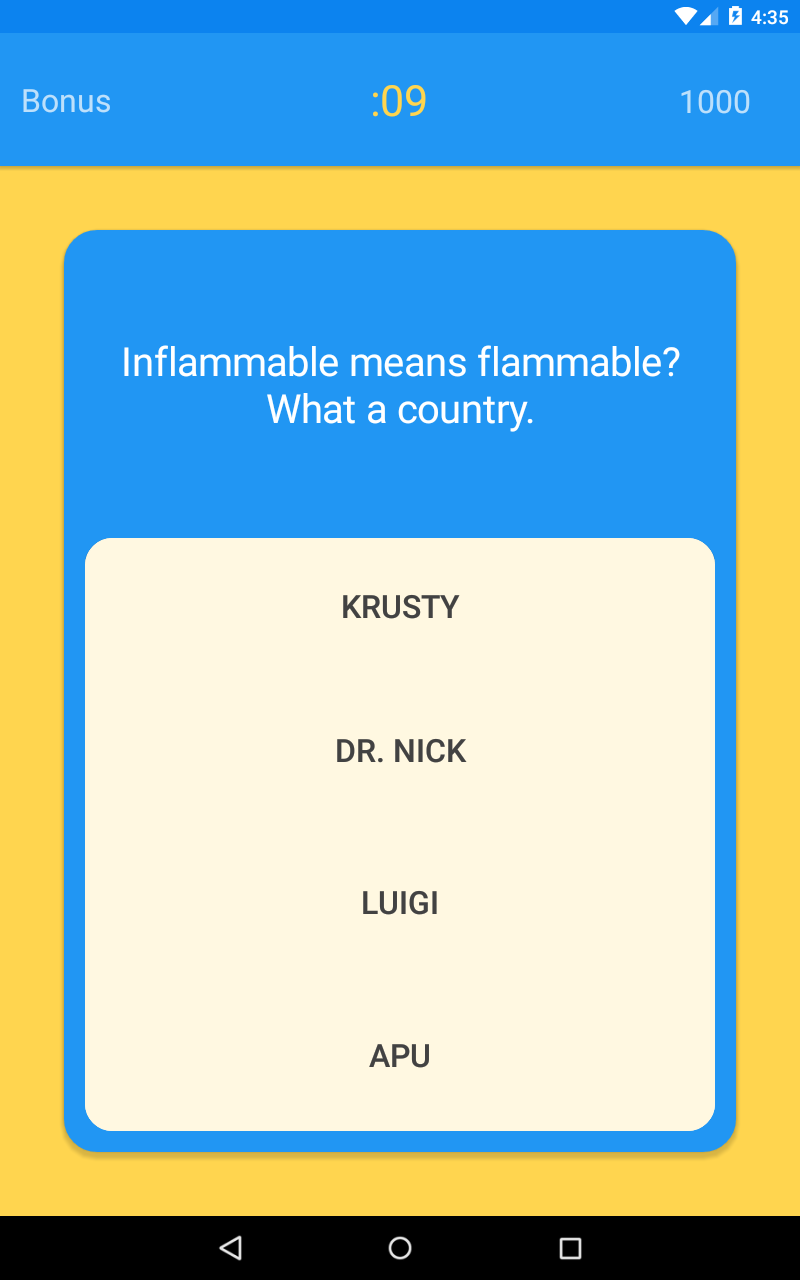 4:35
Bonus
:09
1000
Inflammable means flammable?
What a country.
KRUSTY
DR. NICK
LUIGI
APU